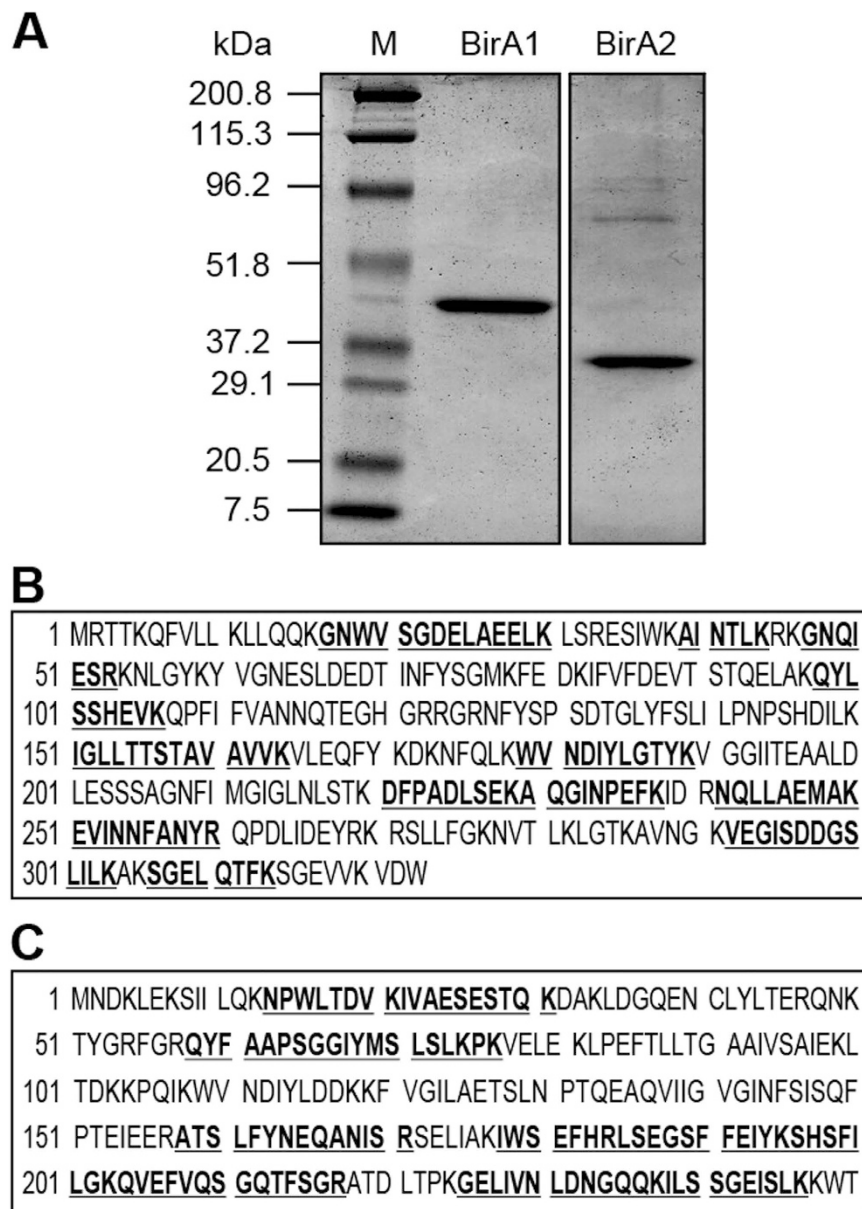 A
kDa M BirA1 BirA2
200.8
115.3
96.2
51.8
37.2
29.1
20.5
7.5
B
1 MRTTKQFVLL KLLQQKGNWV SGDELAEELK LSRESIWKAI NTLKRKGNQI
51 ESRKNLGYKY VGNESLDEDT INFYSGMKFE DKIFVFDEVT STQELAKQYL
101 SSHEVKQPFI FVANNQTEGH GRRGRNFYSP SDTGLYFSLI LPNPSHDILK
151 IGLLTTSTAV AVVKVLEQFY KDKNFQLKWV NDIYLGTYKV GGIITEAALD
201 LESSSAGNFI MGIGLNLSTK DFPADLSEKA QGINPEFKID RNQLLAEMAK
251 EVINNFANYR QPDLIDEYRK RSLLFGKNVT LKLGTKAVNG KVEGISDDGS
301 LILKAKSGEL QTFKSGEVVK VDW
C
1 MNDKLEKSII LQKNPWLTDV KIVAESESTQ KDAKLDGQEN CLYLTERQNK
51 TYGRFGRQYF AAPSGGIYMS LSLKPKVELE KLPEFTLLTG AAIVSAIEKL
101 TDKKPQIKWV NDIYLDDKKF VGILAETSLN PTQEAQVIIG VGINFSISQF
151 PTEIEERATS LFYNEQANIS RSELIAKIWS EFHRLSEGSF FEIYKSHSFI
201 LGKQVEFVQS GQTFSGRATD LTPKGELIVN LDNGQQKILS SGEISLKKWT